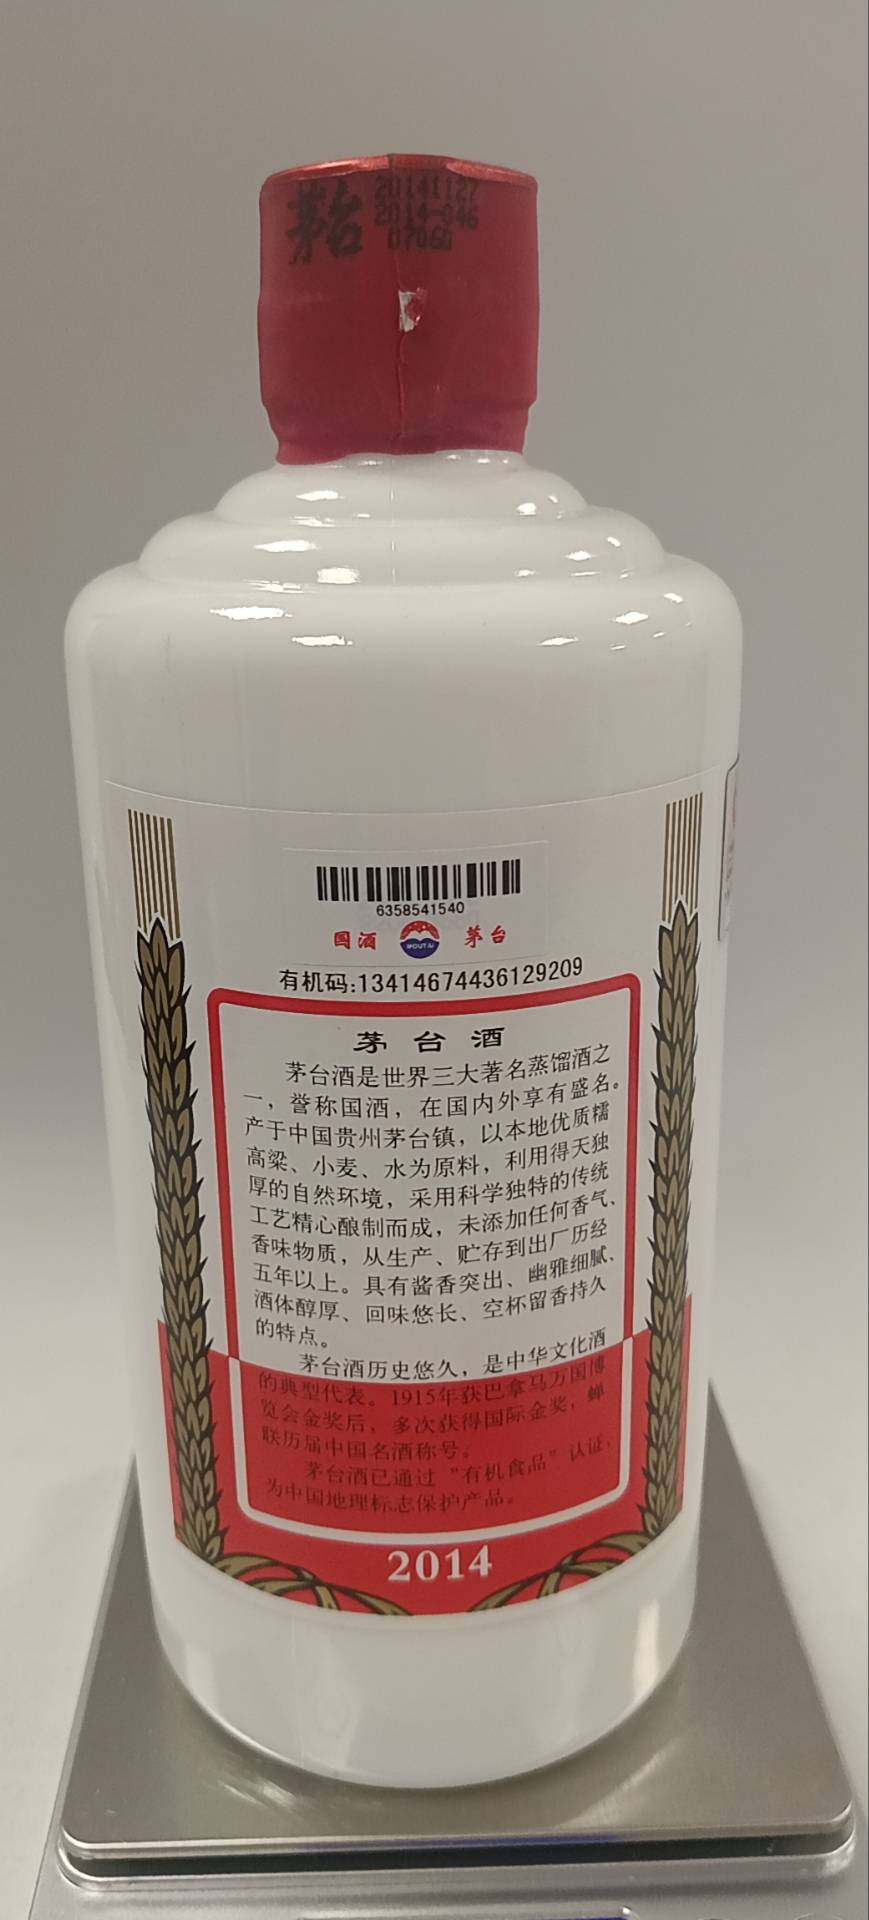 茅台
20141127
2014-046
07060
6358541540
国酒 MOUTAI 茅台
有机码:13414674436129209
茅台酒
茅台酒是世界三大著名蒸馏酒之
一，誉称国酒，在国内外享有盛名。
产于中国贵州茅台镇，以本地优质糯
高粱、小麦、水为原料，利用得天独
厚的自然环境，采用科学独特的传统
工艺精心酿制而成，未添加任何香气、
香味物质，从生产、贮存到出厂历经
五年以上。具有酱香突出、幽雅细腻、
酒体醇厚、回味悠长、空杯留香持久
的特点。
茅台酒历史悠久，是中华文化酒
的典型代表。1915年获巴拿马万国博
览会金奖后，多次获得国际金奖，蝉
联历届中国名酒称号。
茅台酒已通过“有机食品”认证，
为中国地理标志保护产品。
2014